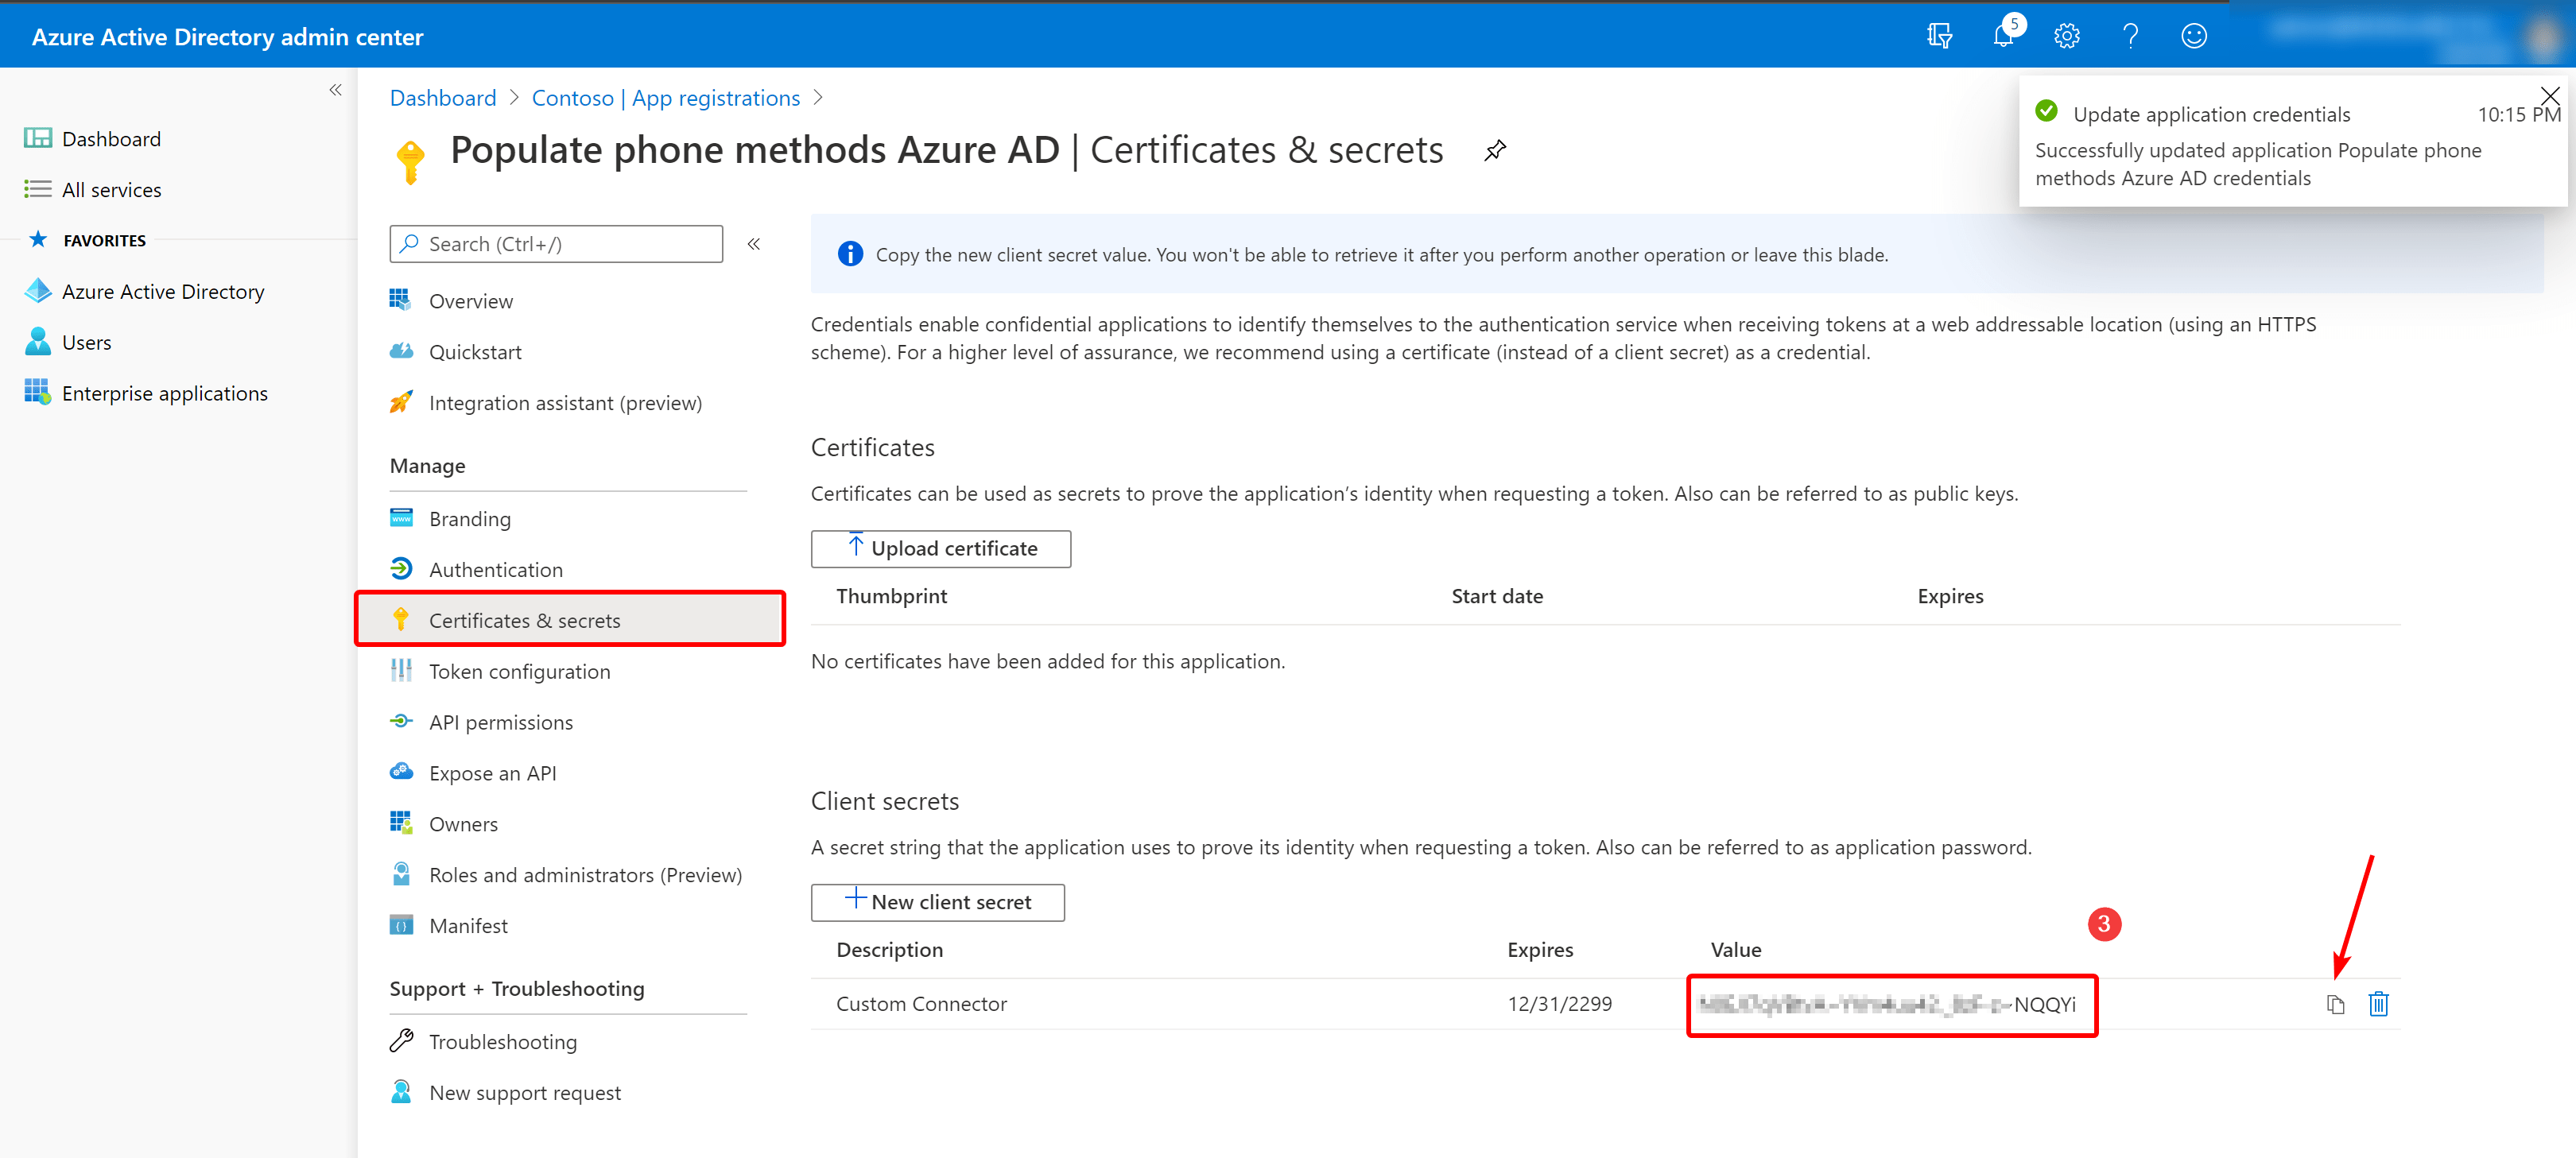 Azure Active Directory admin center
5
Dashboard
All services
FAVORITES
Azure Active Directory
Users
Enterprise applications
Dashboard > Contoso | App registrations >
Populate phone methods Azure AD | Certificates & secrets
Update application credentials 10:15 PM
Successfully updated application Populate phone
methods Azure AD credentials
Search (Ctrl+/)
Overview
Quickstart
Integration assistant (preview)
Manage
Branding
Authentication
Certificates & secrets
Token configuration
API permissions
Expose an API
Owners
Roles and administrators (Preview)
Manifest
Support + Troubleshooting
Troubleshooting
New support request
Copy the new client secret value. You won't be able to retrieve it after you perform another operation or leave this blade.
Credentials enable confidential applications to identify themselves to the authentication service when receiving tokens at a web addressable location (using an HTTPS
scheme). For a higher level of assurance, we recommend using a certificate (instead of a client secret) as a credential.
Certificates
Certificates can be used as secrets to prove the application’s identity when requesting a token. Also can be referred to as public keys.
Upload certificate
Thumbprint Start date Expires
No certificates have been added for this application.
Client secrets
A secret string that the application uses to prove its identity when requesting a token. Also can be referred to as application password.
New client secret
3
Description Expires Value
Custom Connector 12/31/2299 NQQYi